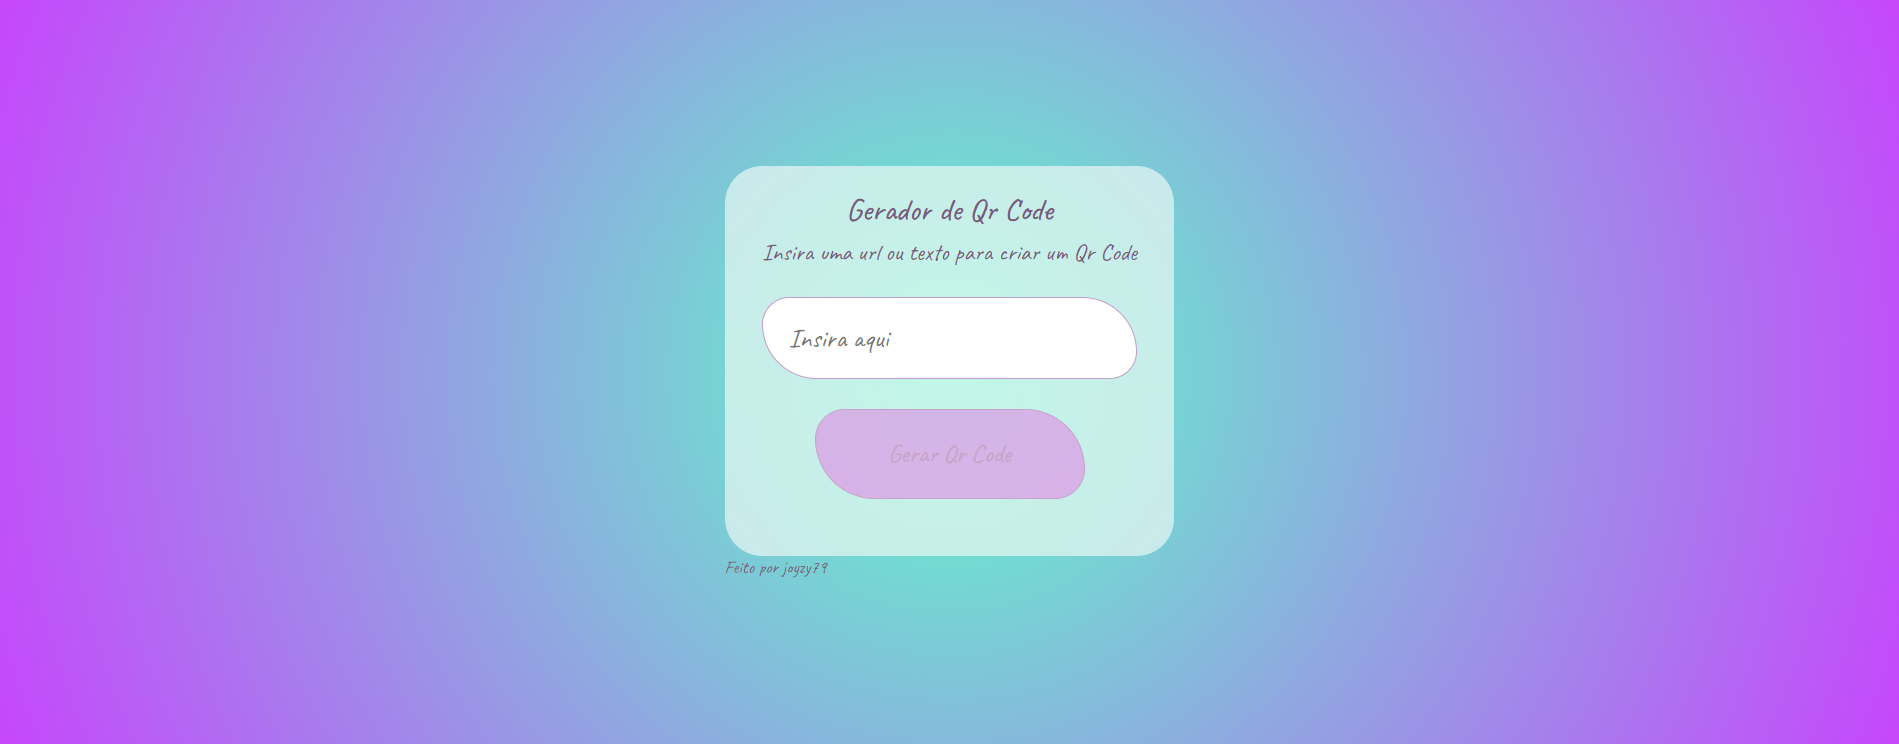 Gerador de Qr Code
Insira uma url ou texto para criar um Qr Code
Insira aqui
Gerar Qr Code
Feito por joyzy79